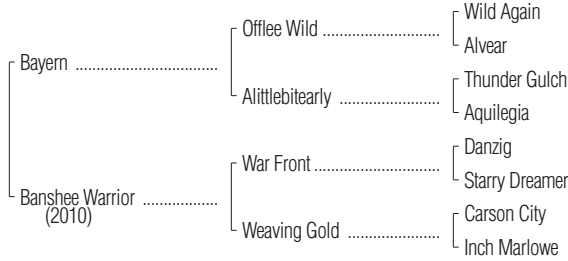 Wild Again
Offlee Wild ..............................
Alvear
Bayern .....................................
Thunder Gulch
Alittlebitearly .........................
Aquilegia
Danzig
War Front ................................
Starry Dreamer
Banshee Warrior ...................
(2010)
Carson City
Weaving Gold .......................
Inch Marlowe